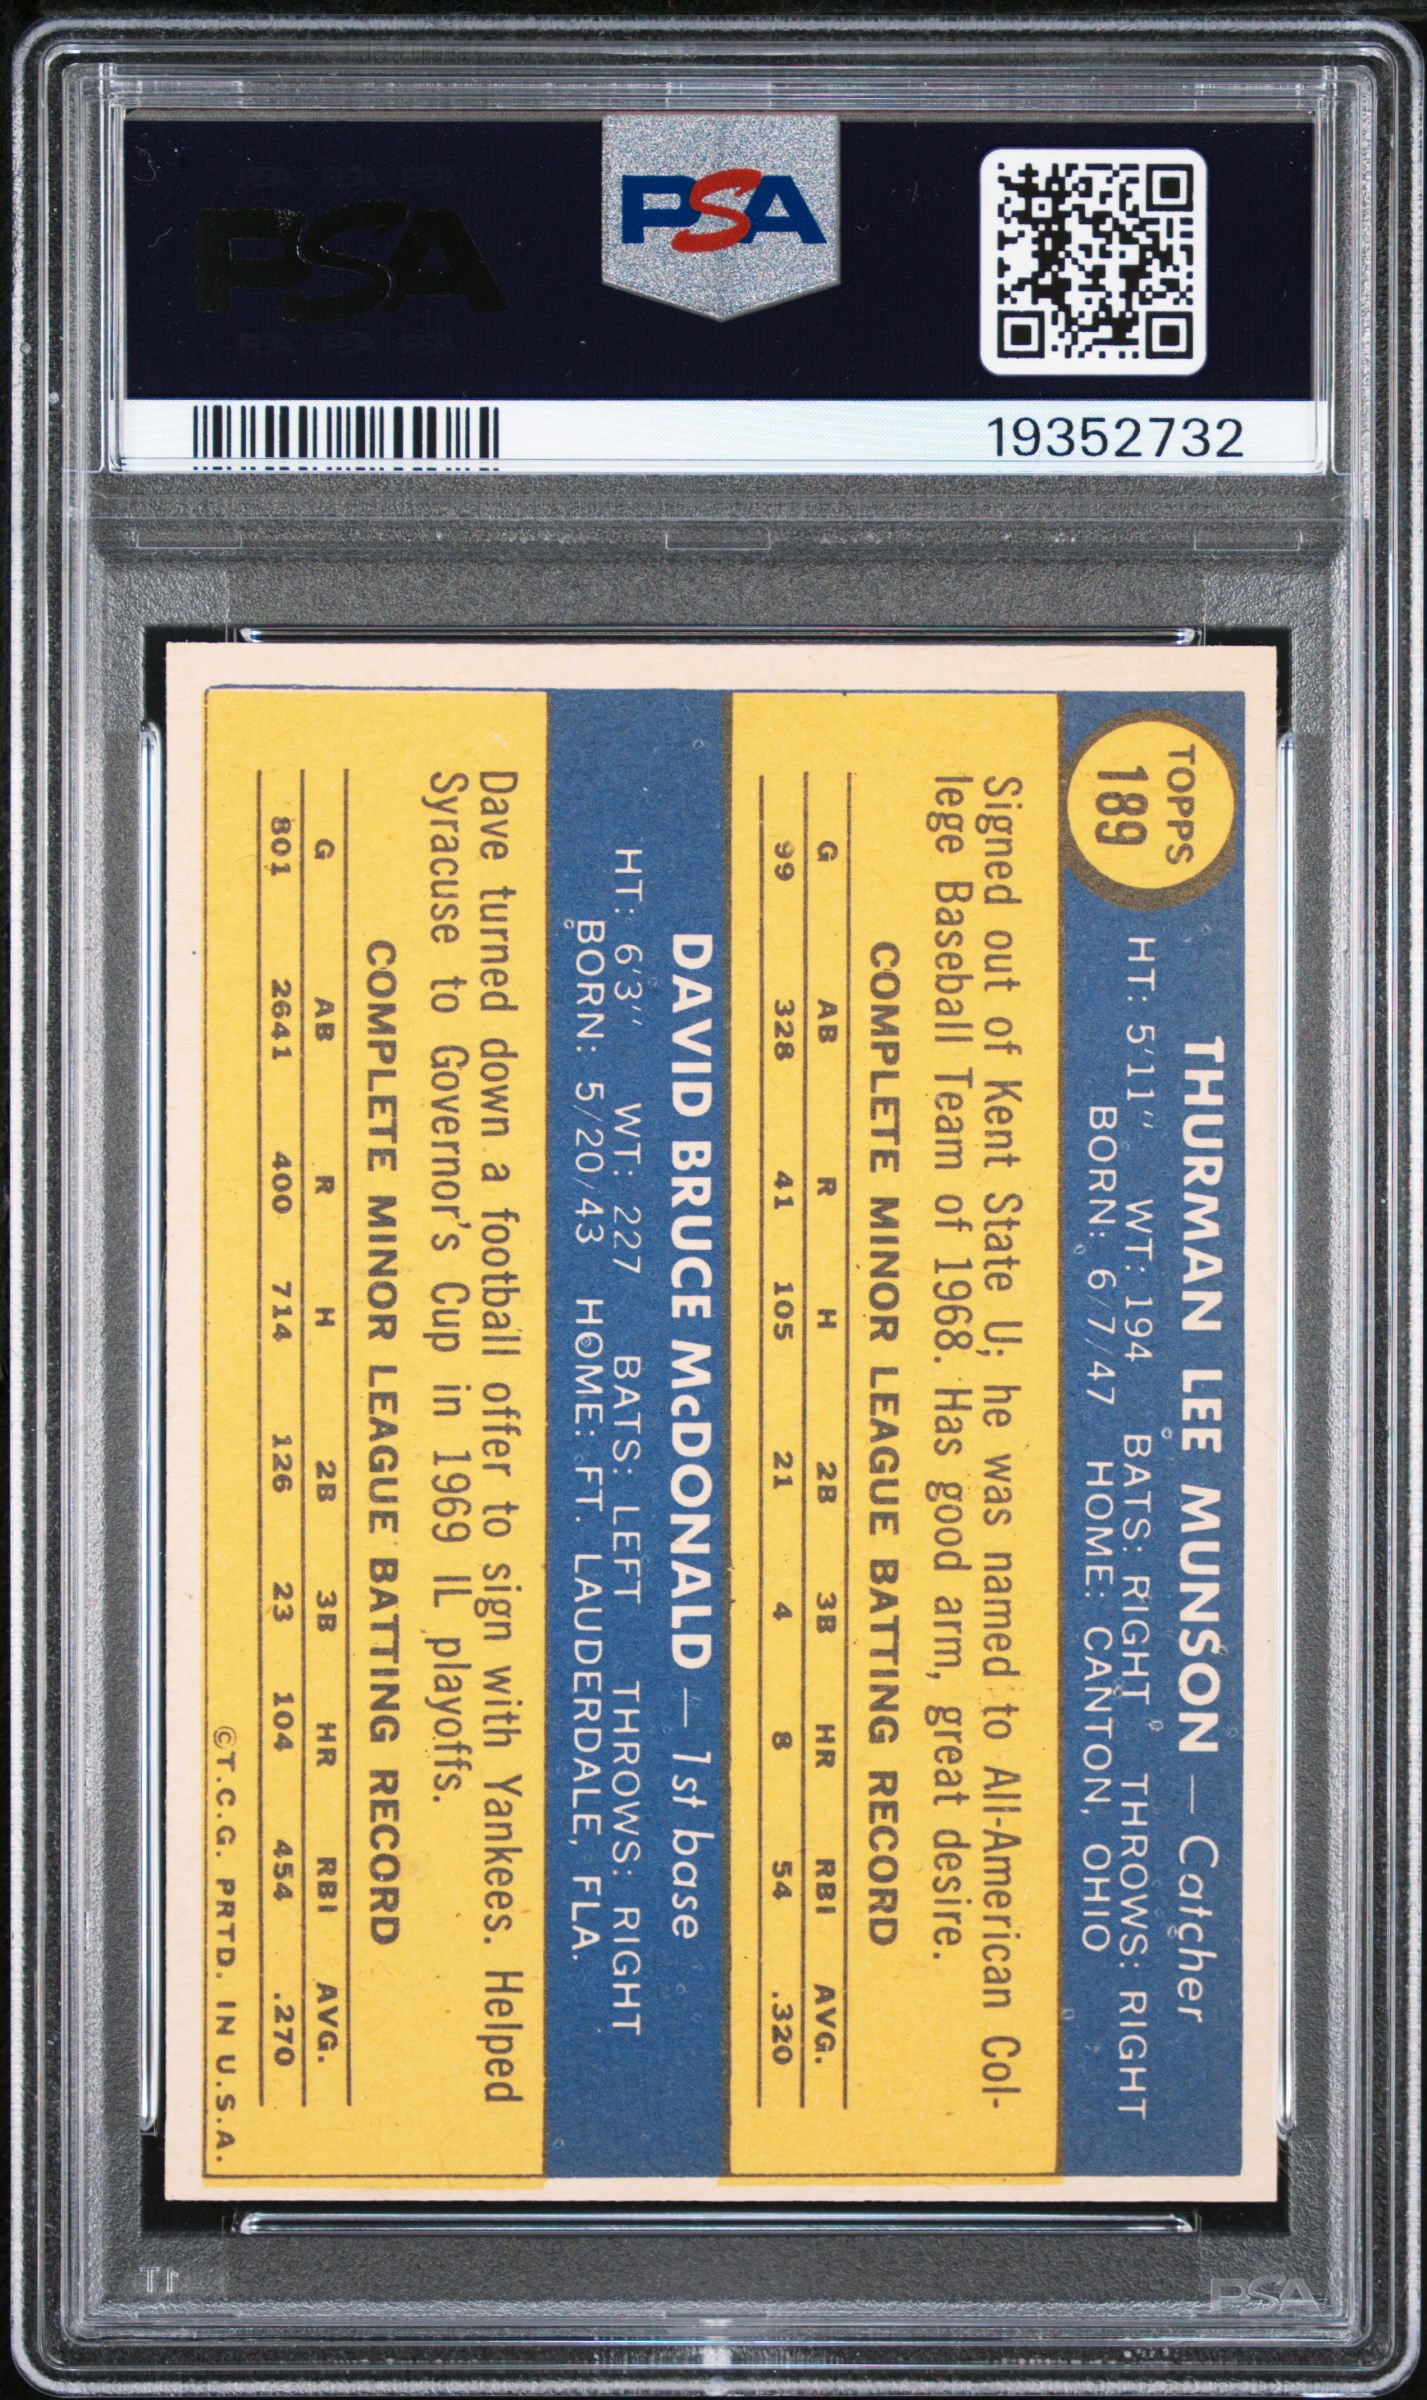 PSA
PSA PSA PSA
PSA
PSA PSA PSA
19352732
TOPPS
189
THURMAN LEE MUNSON — Catcher
HT: 5'11" WT: 194 BATS: RIGHT THROWS: RIGHT
BORN: 6/7/47 HOME: CANTON, OHIO
Signed out of Kent State U; he was named to All-American Col-
lege Baseball Team of 1968. Has good arm, great desire.
COMPLETE MINOR LEAGUE BATTING RECORD
G AB R H 2B 3B HR RBI AVG.
99 328 41 105 21 4 8 54 .320
DAVID BRUCE McDONALD — 1st base
HT: 6'3" WT: 227 BATS: LEFT THROWS: RIGHT
BORN: 5/20/43 HOME: FT. LAUDERDALE, FLA.
Dave turned down a football offer to sign with Yankees. Helped
Syracuse to Governor's Cup in 1969 IL playoffs.
COMPLETE MINOR LEAGUE BATTING RECORD
G AB R H 2B 3B HR RBI AVG.
801 2641 400 714 126 23 104 454 .270
©T.C.G. PRTD. IN U.S.A.
PSA